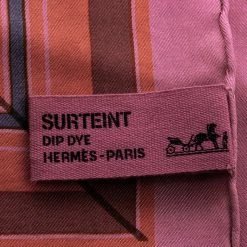 SURTEINT
DIP DYE
HERMÈS-PARIS